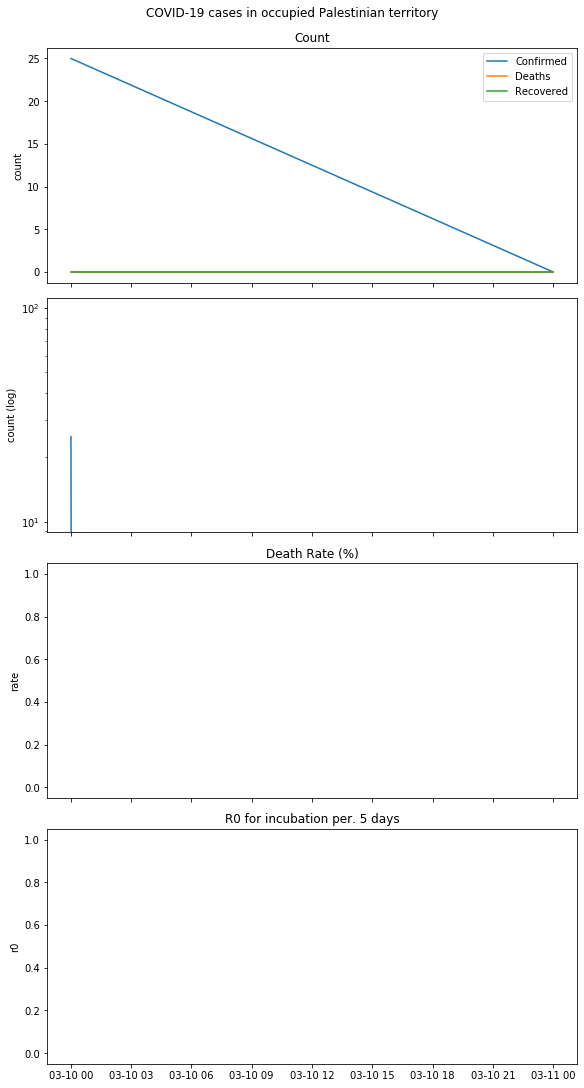 COVID-19 cases in occupied Palestinian territory
Count
25
20
15
10
5
0
count
Confirmed
Deaths
Recovered
10²
10¹
count (log)
Death Rate (%)
1.0
0.8
0.6
0.4
0.2
0.0
rate
R0 for incubation per. 5 days
1.0
0.8
0.6
0.4
0.2
0.0
r0
03-10 00 03-10 03 03-10 06 03-10 09 03-10 12 03-10 15 03-10 18 03-10 21 03-11 00